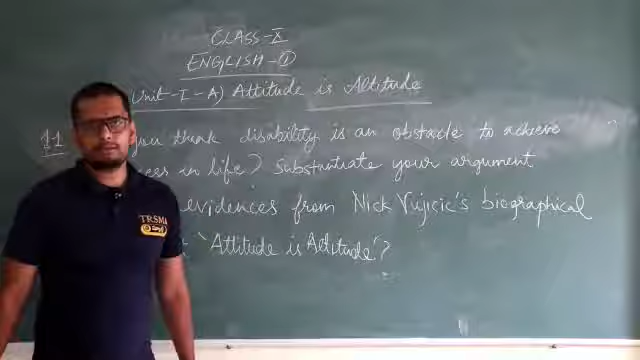 CLASS-X
ENGLISH-①
Unit-I-A) Attitude is Altitude
you think disability is an obstacle to achieve
in life? Substantiate your argument.
evidences from Nick Vujicic's biographical
'Attitude is Altitude'?
TRSMA